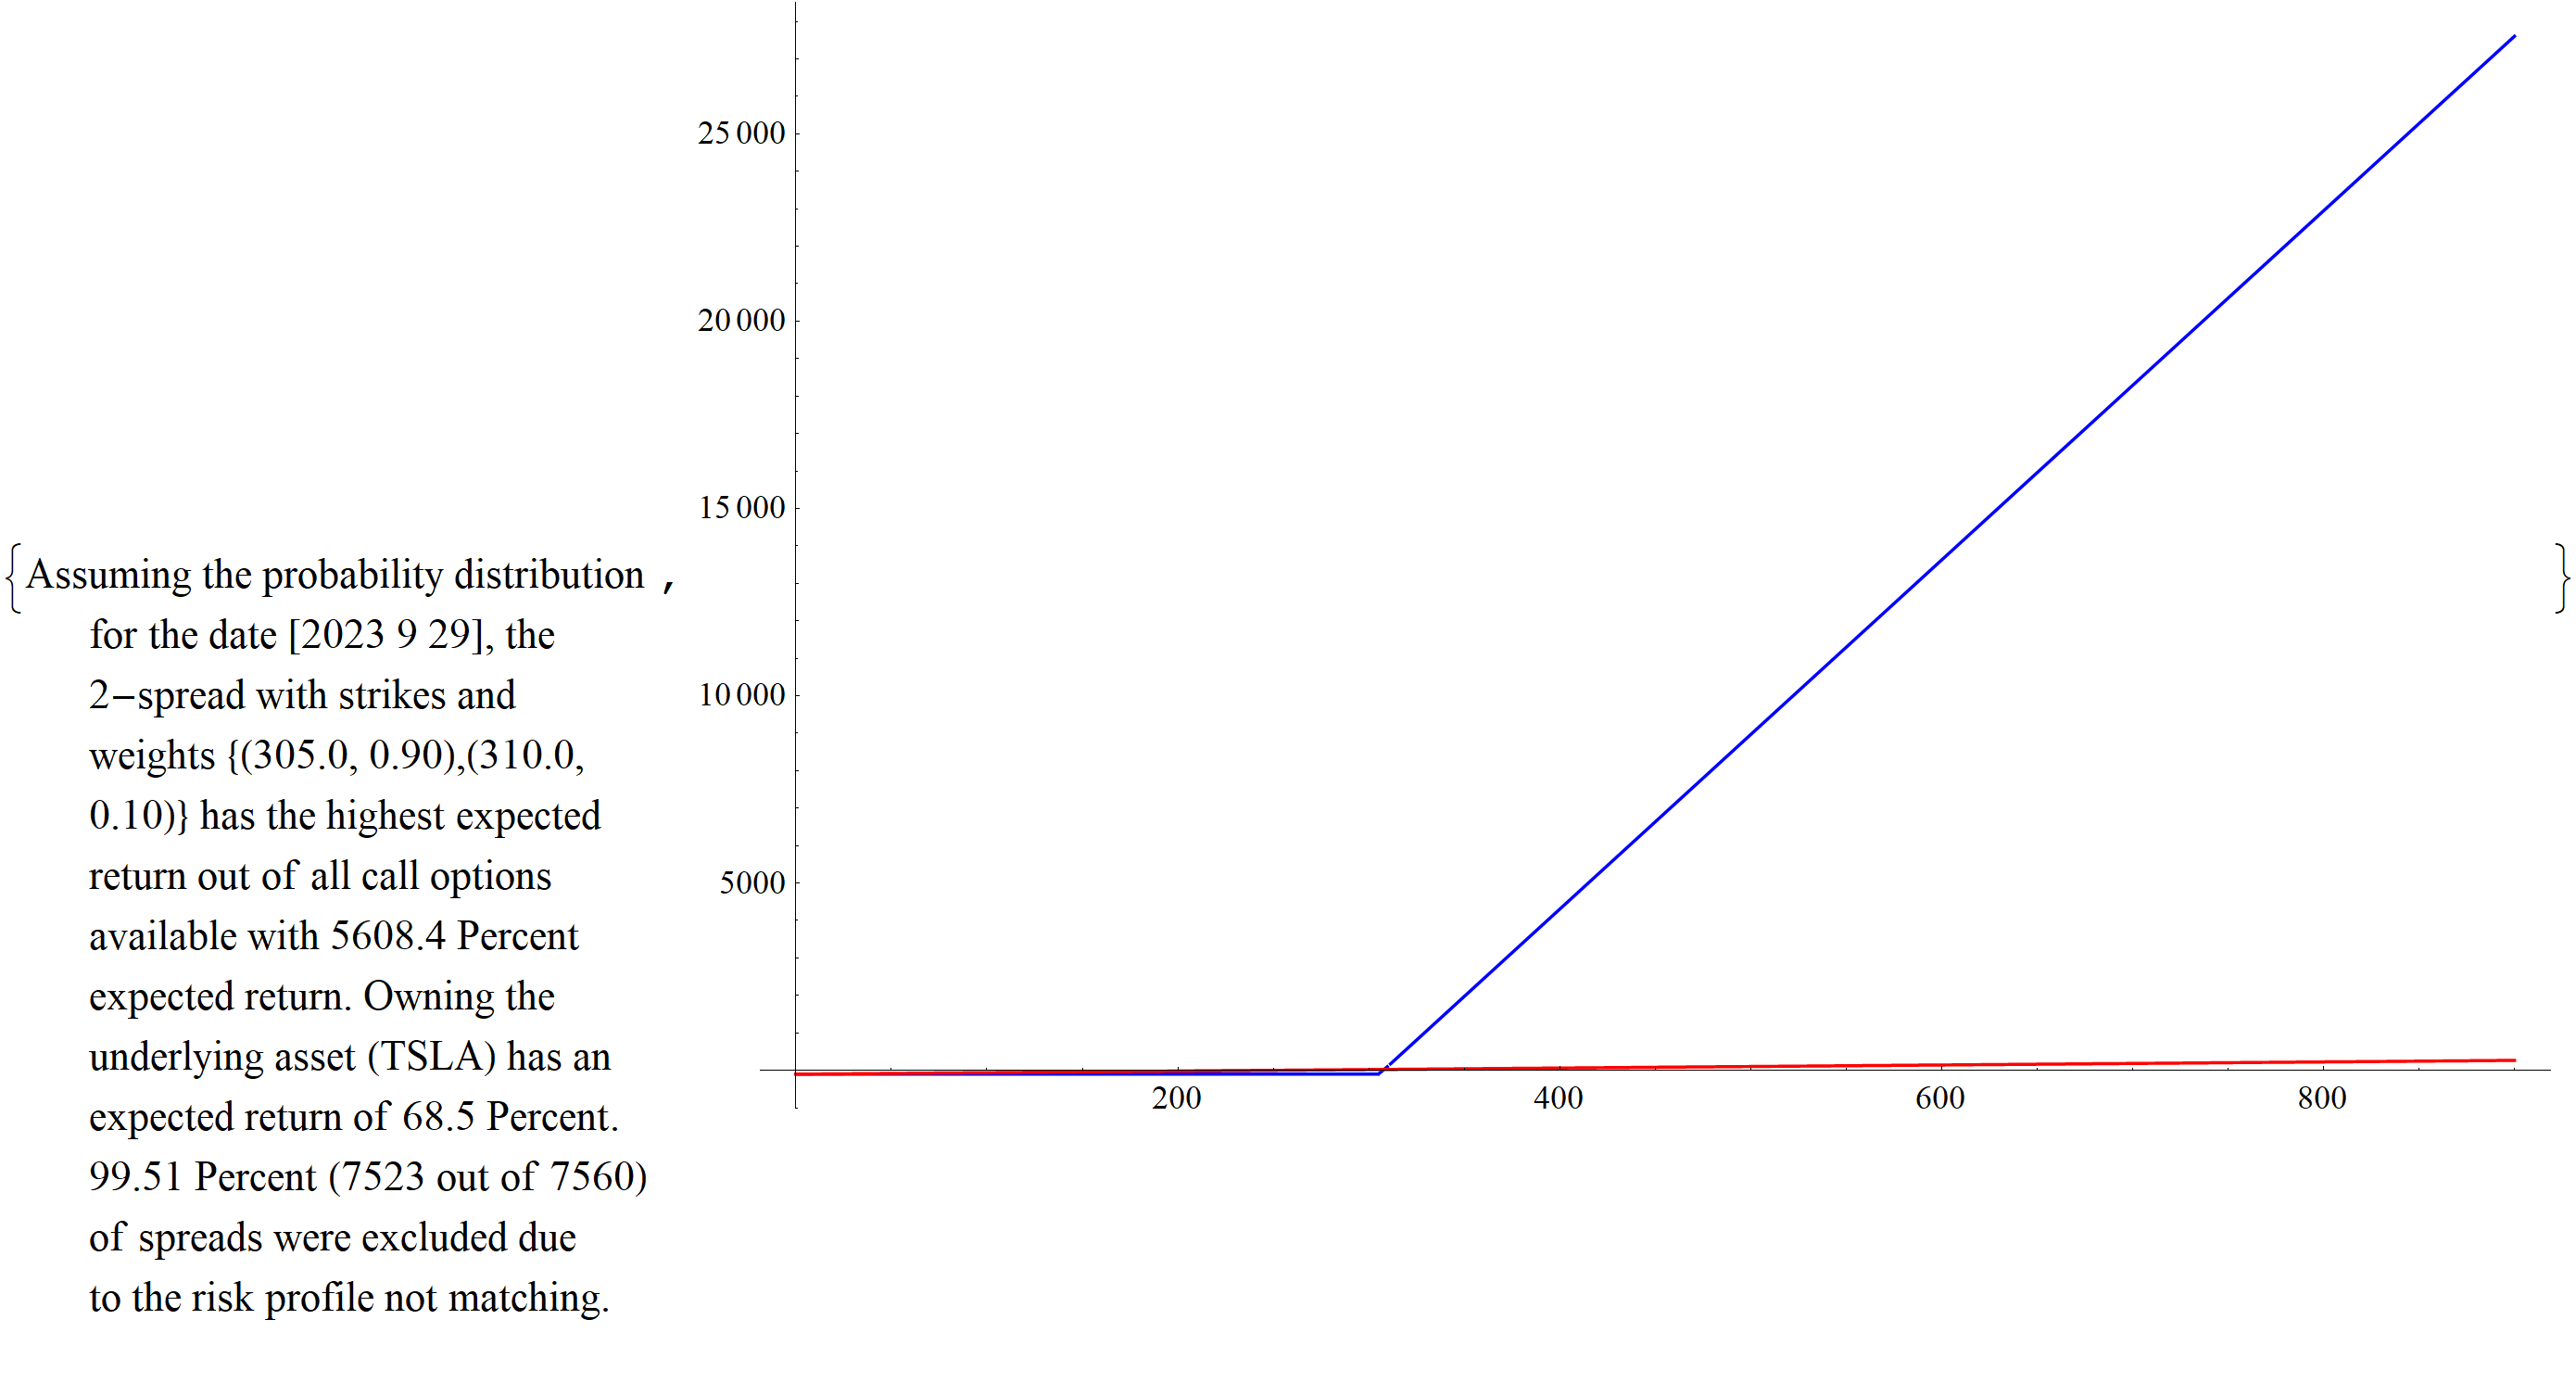 25 000
20 000
15 000
10 000
5000
200
400
600
800
{Assuming the probability distribution ,
for the date [2023 9 29], the
2−spread with strikes and
weights {(305.0, 0.90),(310.0,
0.10)} has the highest expected
return out of all call options
available with 5608.4 Percent
expected return. Owning the
underlying asset (TSLA) has an
expected return of 68.5 Percent.
99.51 Percent (7523 out of 7560)
of spreads were excluded due
to the risk profile not matching.
}